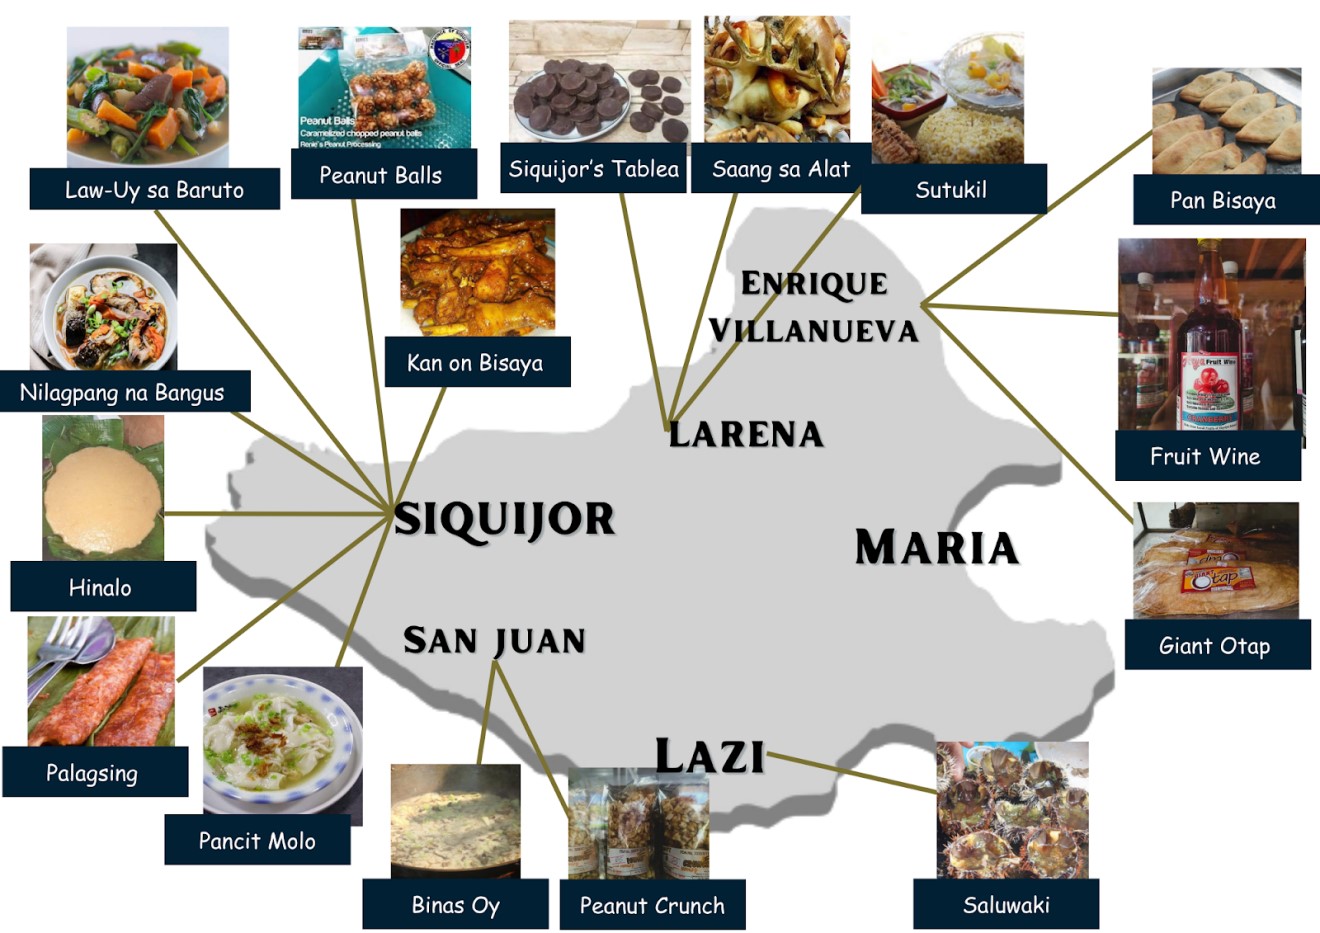 Peanut Balls
Caramelized chopped peanut balls
Renie's Peanut Processing
Law-Uy sa Baruto
Peanut Balls
Siquijor's Tablea
Saang sa Alat
Sutukil
Pan Bisaya
Kan on Bisaya
Nilagpang na Bangus
ENRIQUE
VILLANUEVA
Fruit Wine
Fruit Wine
LARENA
SIQUIJOR
MARIA
Hinalo
Otap
Giant Otap
SAN JUAN
Palagsing
LAZI
Pancit Molo
Binas Oy
Peanut Crunch
Saluwaki